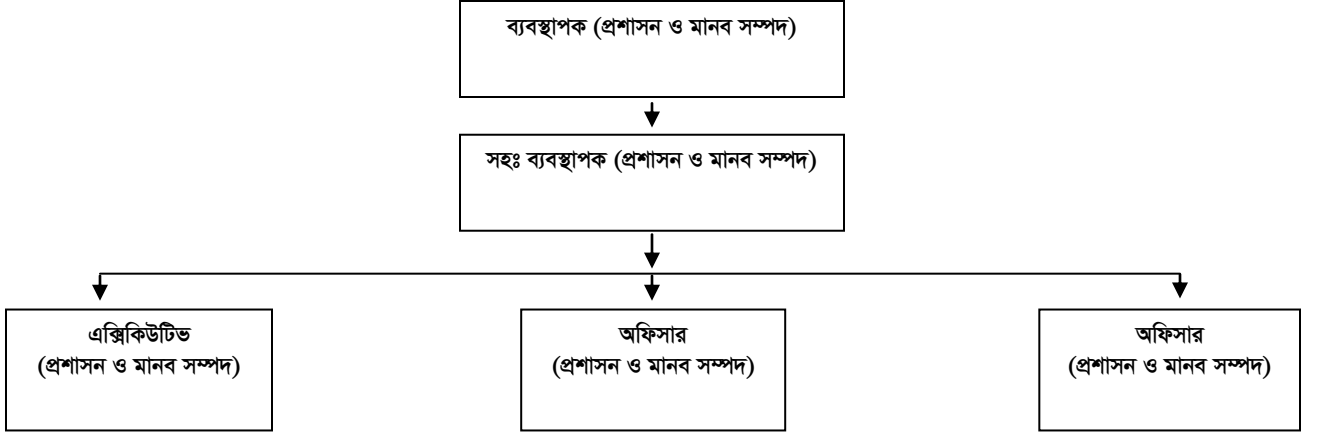 ব্যবস্থাপক (প্রশাসন ও মানব সম্পদ)
সহঃ ব্যবস্থাপক (প্রশাসন ও মানব সম্পদ)
এক্সিকিউটিভ
(প্রশাসন ও মানব সম্পদ)
অফিসার
(প্রশাসন ও মানব সম্পদ)
অফিসার
(প্রশাসন ও মানব সম্পদ)